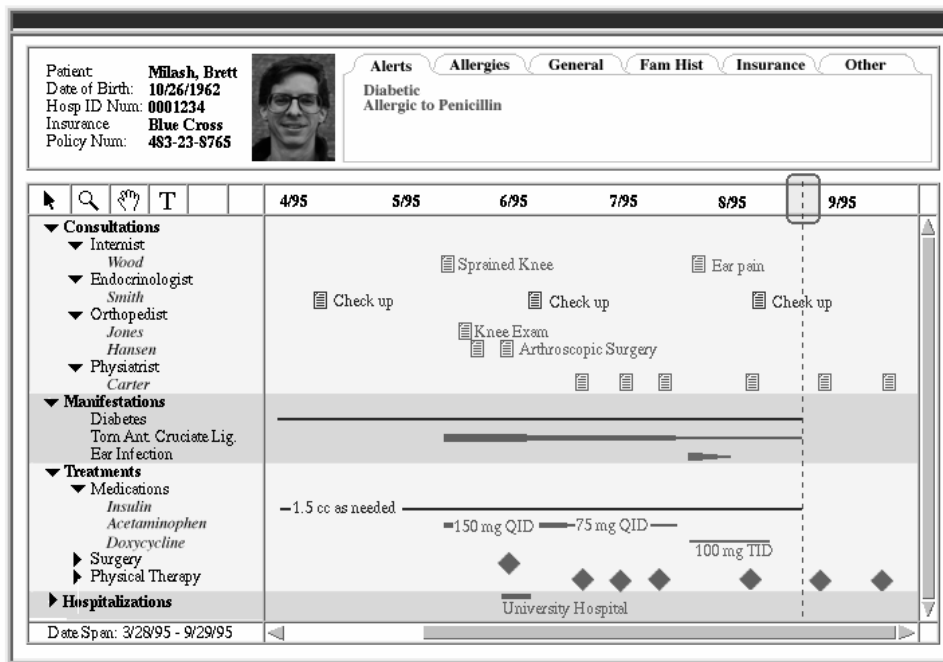 Patient: Milash, Brett
Date of Birth: 10/26/1962
Hosp ID Num: 0001234
Insurance Blue Cross
Policy Num: 483-23-8765
Alerts Allergies General Fam Hist Insurance Other
Diabetic
Allergic to Penicillin
T 4/95 5/95 6/95 7/95 8/95 9/95
Consultations
Internist
Wood Sprained Knee Ear pain
Endocrinologist
Smith Check up Check up Check up
Orthopedist
Jones Knee Exam
Hansen Arthroscopic Surgery
Physiatrist
Carter
Manifestations
Diabetes
Torn Ant. Cruciate Lig.
Ear Infection
Treatments
Medications
Insulin 1.5 cc as needed
Acetaminophen 150 mg QID 75 mg QID
Doxycycline 100 mg TID
Surgery
Physical Therapy
Hospitalizations University Hospital
Date Span: 3/28/95 - 9/29/95